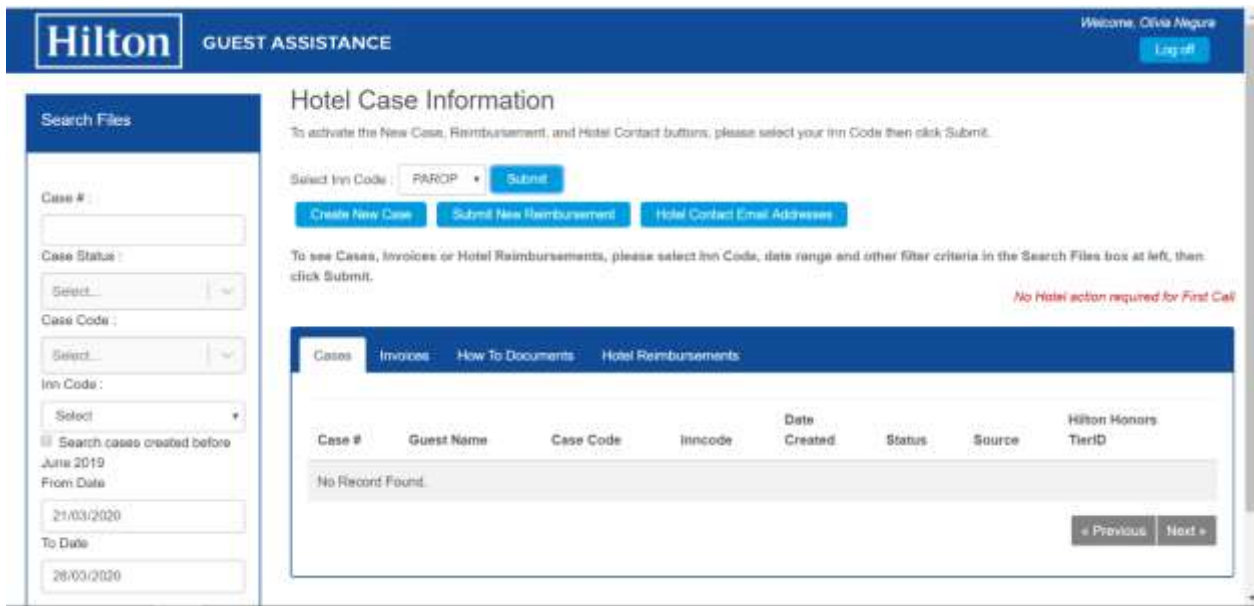 Hilton GUEST ASSISTANCE
Welcome, Olivia Negura
Log off
Search Files
Case # :
Case Status :
Select...
Case Code :
Select...
Inn Code :
Select
Search cases created before
June 2019
From Date
21/03/2020
To Date
28/03/2020
Hotel Case Information
To activate the New Case, Reimbursement, and Hotel Contact buttons, please select your Inn Code then click Submit.
Select Inn Code : PAROP Submit
Create New Case Submit New Reimbursement Hotel Contact Email Addresses
To see Cases, Invoices or Hotel Reimbursements, please select Inn Code, date range and other filter criteria in the Search Files box at left, then
click Submit.
No Hotel action required for First Call
Cases Invoices How To Documents Hotel Reimbursements
Case # Guest Name Case Code Inncode Date Created Status Source Hilton Honors TierID
No Record Found.
« Previous Next »